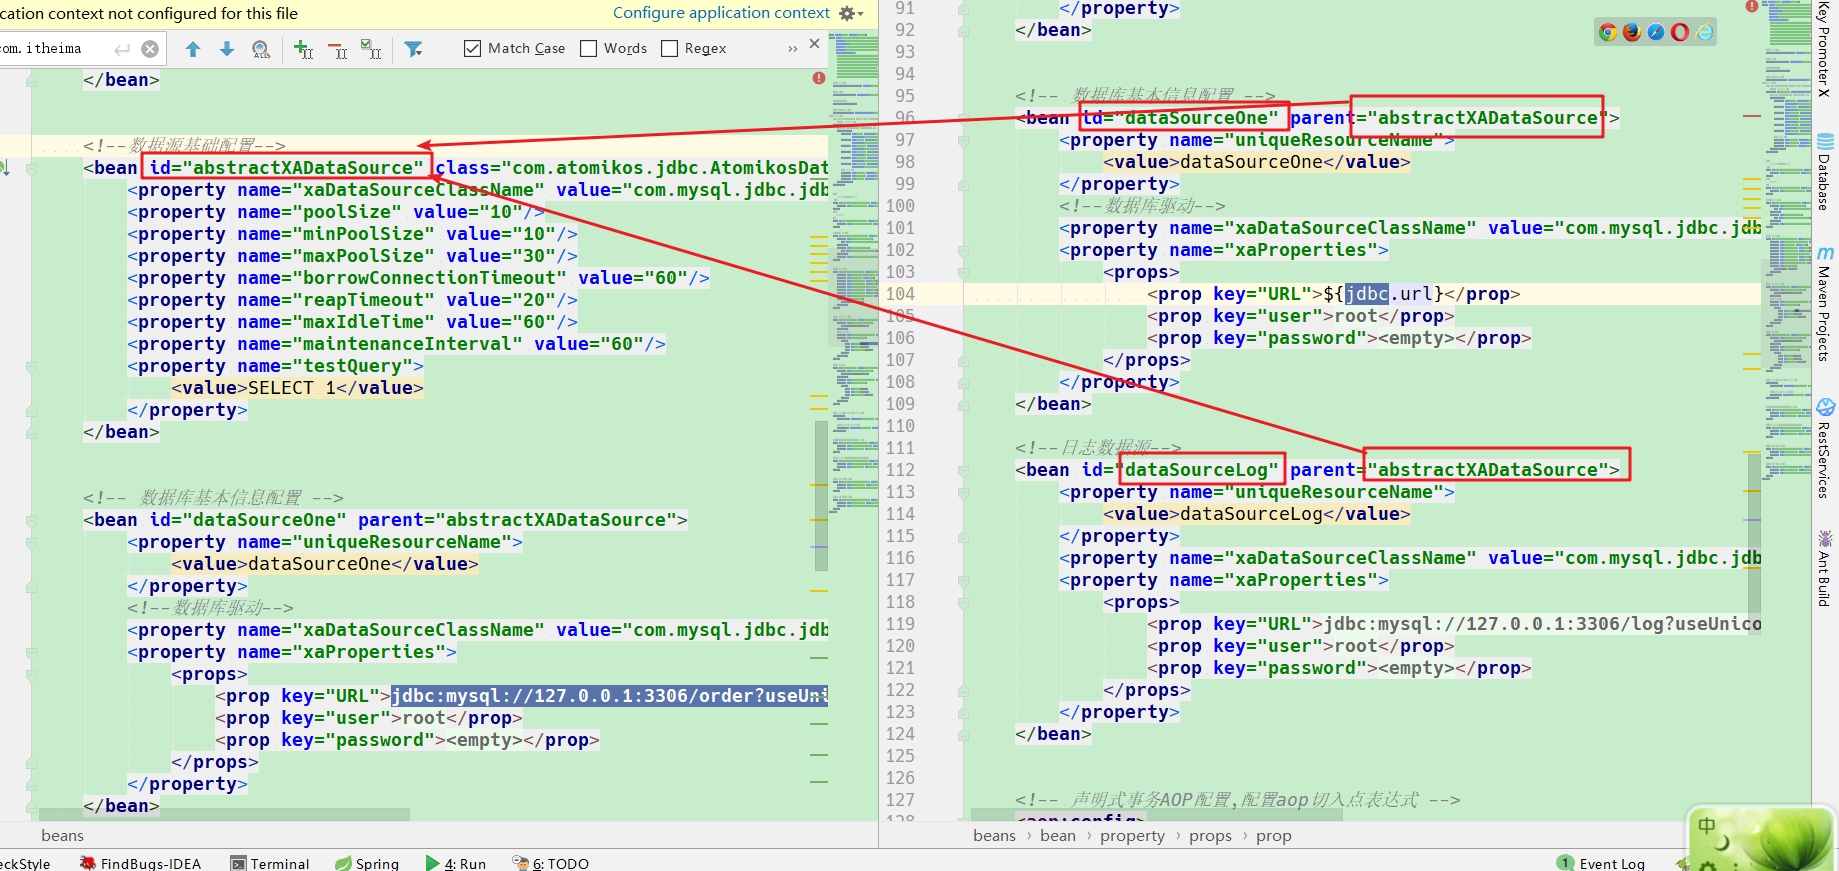 cation context not configured for this file
Configure application context
com.itheima
Match Case
Words
Regex
</bean>
<!--数据源基础配置-->
<bean id="abstractXADataSource" class="com.atomikos.jdbc.AtomikosDat
<property name="xaDataSourceClassName" value="com.mysql.jdbc.jdb
<property name="poolSize" value="10"/>
<property name="minPoolSize" value="10"/>
<property name="maxPoolSize" value="30"/>
<property name="borrowConnectionTimeout" value="60"/>
<property name="reapTimeout" value="20"/>
<property name="maxIdleTime" value="60"/>
<property name="maintenanceInterval" value="60"/>
<property name="testQuery">
<value>SELECT 1</value>
</property>
</bean>
<!-- 数据库基本信息配置 -->
<bean id="dataSourceOne" parent="abstractXADataSource">
<property name="uniqueResourceName">
<value>dataSourceOne</value>
</property>
<!--数据库驱动-->
<property name="xaDataSourceClassName" value="com.mysql.jdbc.jdb
<property name="xaProperties">
<props>
<prop key="URL">jdbc:mysql://127.0.0.1:3306/order?useUni
<prop key="user">root</prop>
<prop key="password"><empty></prop>
</props>
</property>
</bean>
beans
91 </property>
92 </bean>
93
94
95 <!-- 数据库基本信息配置 -->
96 <bean id="dataSourceOne" parent="abstractXADataSource">
97 <property name="uniqueResourceName">
98 <value>dataSourceOne</value>
99 </property>
100 <!--数据库驱动-->
101 <property name="xaDataSourceClassName" value="com.mysql.jdbc.jdb
102 <property name="xaProperties">
103 <props>
104 <prop key="URL">${jdbc.url}</prop>
105 <prop key="user">root</prop>
106 <prop key="password"><empty></prop>
107 </props>
108 </property>
109 </bean>
110
111 <!--日志数据源-->
112 <bean id="dataSourceLog" parent="abstractXADataSource">
113 <property name="uniqueResourceName">
114 <value>dataSourceLog</value>
115 </property>
116 <property name="xaDataSourceClassName" value="com.mysql.jdbc.jdb
117 <property name="xaProperties">
118 <props>
119 <prop key="URL">jdbc:mysql://127.0.0.1:3306/log?useUnico
120 <prop key="user">root</prop>
121 <prop key="password"><empty></prop>
122 </props>
123 </property>
124 </bean>
125
126
127 <!-- 声明式事务AOP配置,配置aop切入点表达式 -->
128 <aop:config>
beans › bean › property › props › prop
Key Promoter X
Database
Maven Projects
RestServices
Ant Build
中
eckStyle
FindBugs-IDEA
Terminal
Spring
4: Run
6: TODO
1 Event Log